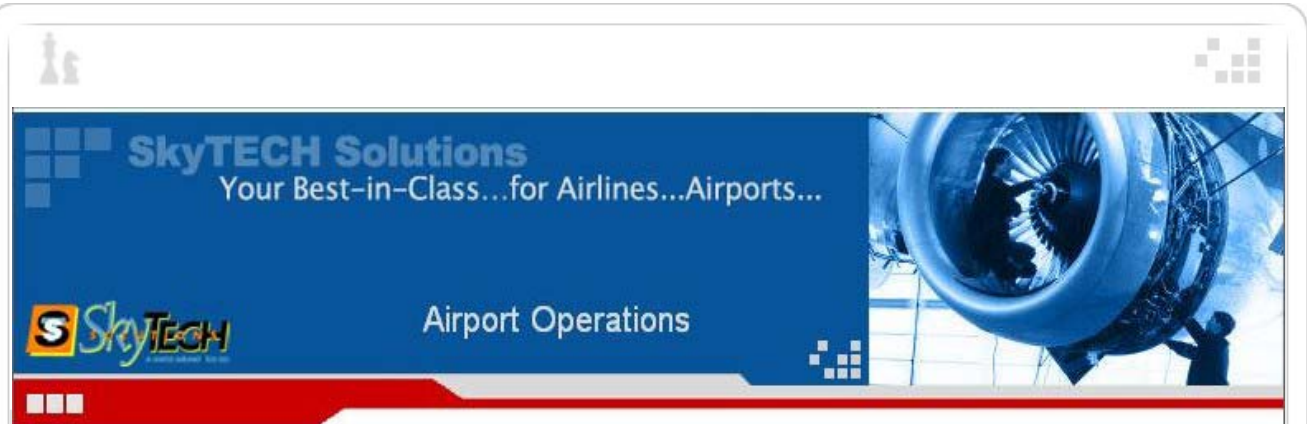 SkyTECH Solutions
Your Best-in-Class...for Airlines...Airports...
S SkyTECH
Airport Operations